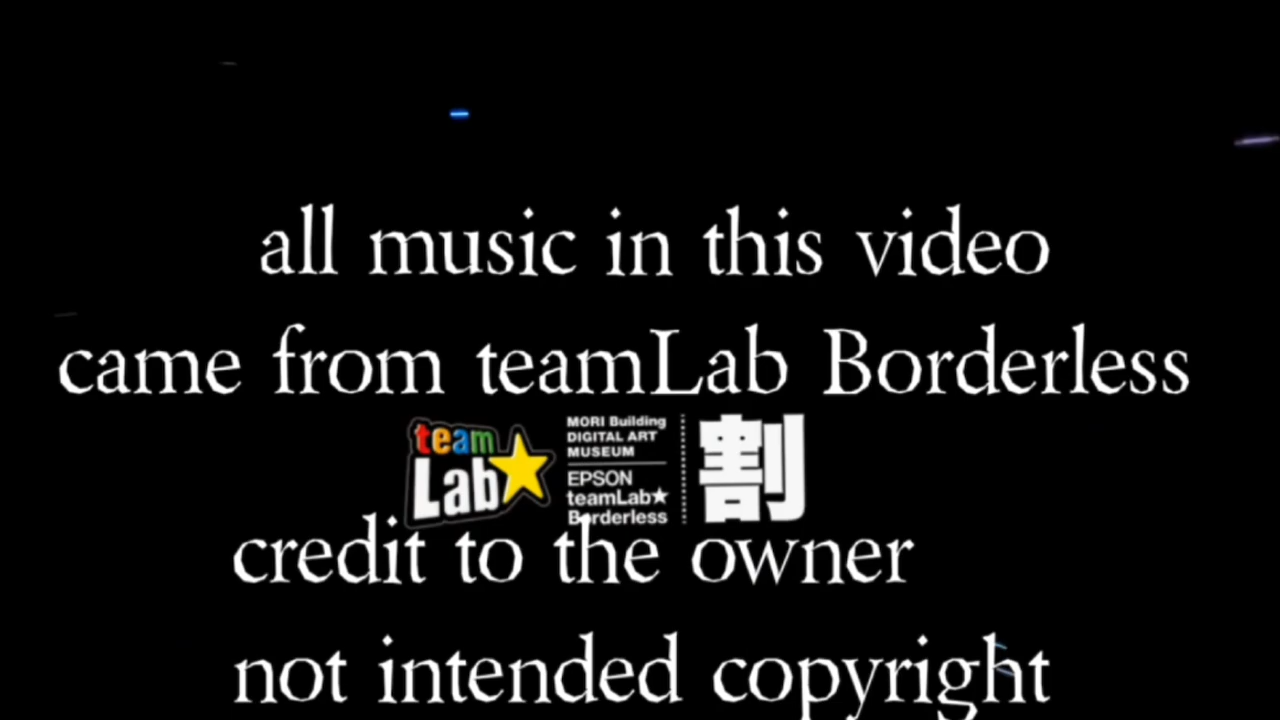 all music in this video
came from teamLab Borderless
team
Lab
MORI Building
DIGITAL ART
MUSEUM
EPSON
teamLab★
Borderless
割
credit to the owner
not intended copyright